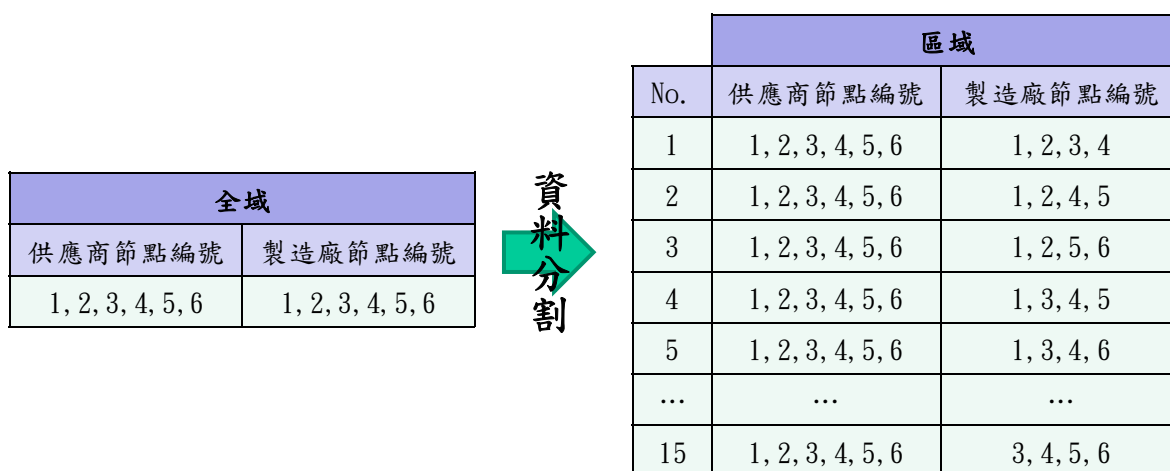 全域
供應商節點編號 製造廠節點編號
1,2,3,4,5,6 1,2,3,4,5,6
資料分割
區域
No. 供應商節點編號 製造廠節點編號
1 1,2,3,4,5,6 1,2,3,4
2 1,2,3,4,5,6 1,2,4,5
3 1,2,3,4,5,6 1,2,5,6
4 1,2,3,4,5,6 1,3,4,5
5 1,2,3,4,5,6 1,3,4,6
… … …
15 1,2,3,4,5,6 3,4,5,6